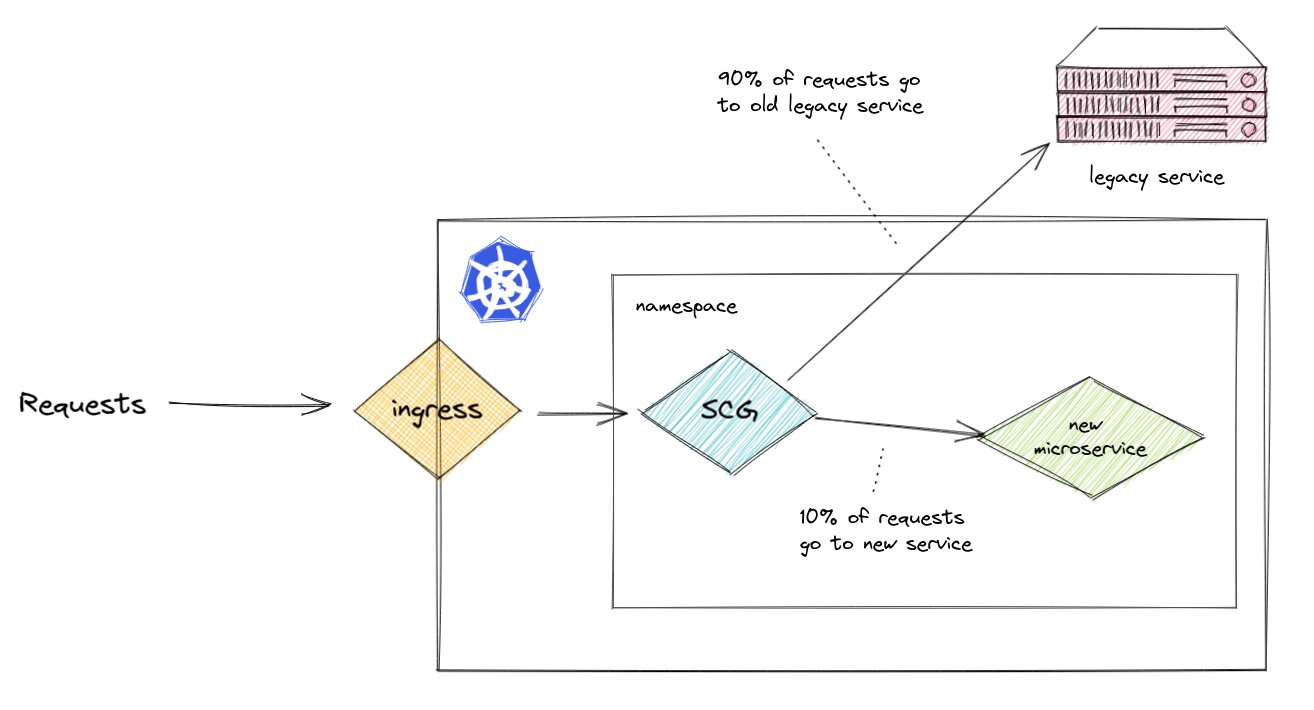 90% of requests go
to old legacy service
legacy service
namespace
Requests
ingress
SCG
new
microservice
10% of requests
go to new service